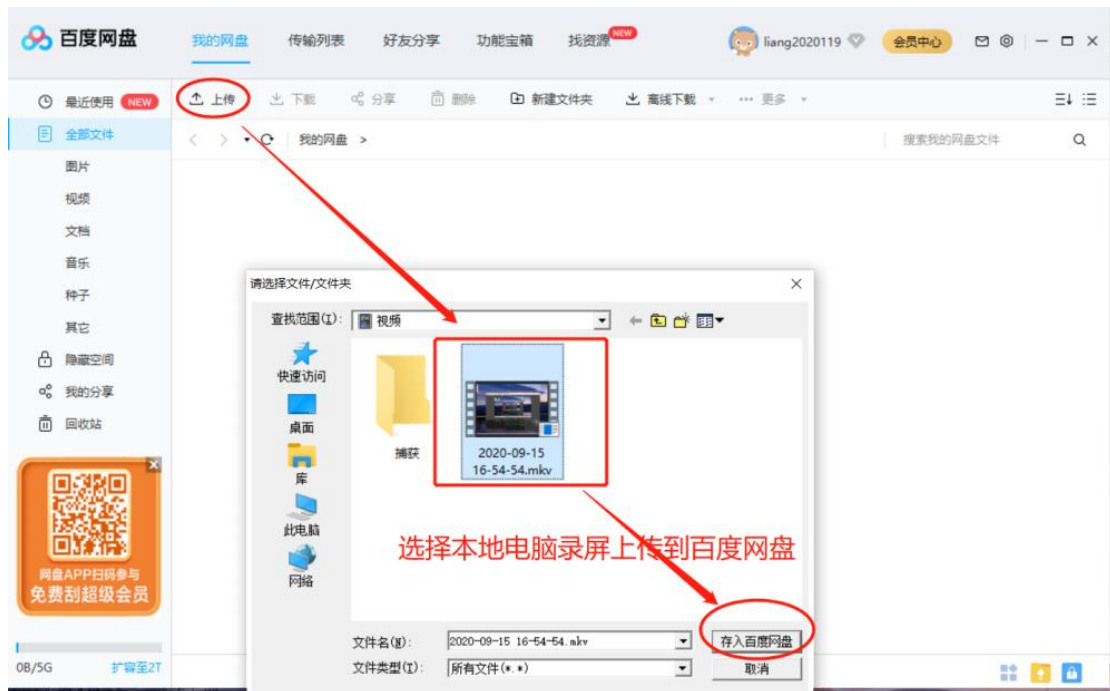 百度网盘
我的网盘
传输列表
好友分享
功能宝箱
找资源
NEW
liang2020119
会员中心
最近使用 NEW
上传
下载
分享
删除
新建文件夹
离线下载
更多
全部文件
我的网盘 >
搜索我的网盘文件
图片
视频
文档
音乐
种子
其它
隐藏空间
我的分享
回收站
网盘APP扫码参与
免费刮超级会员
0B/5G
扩容至2T
请选择文件/文件夹
查找范围(I):
视频
快速访问
桌面
库
此电脑
网络
捕获
2020-09-15
16-54-54.mkv
选择本地电脑录屏上传到百度网盘
文件名(N):
2020-09-15 16-54-54.mkv
存入百度网盘
文件类型(T):
所有文件(*.*)
取消